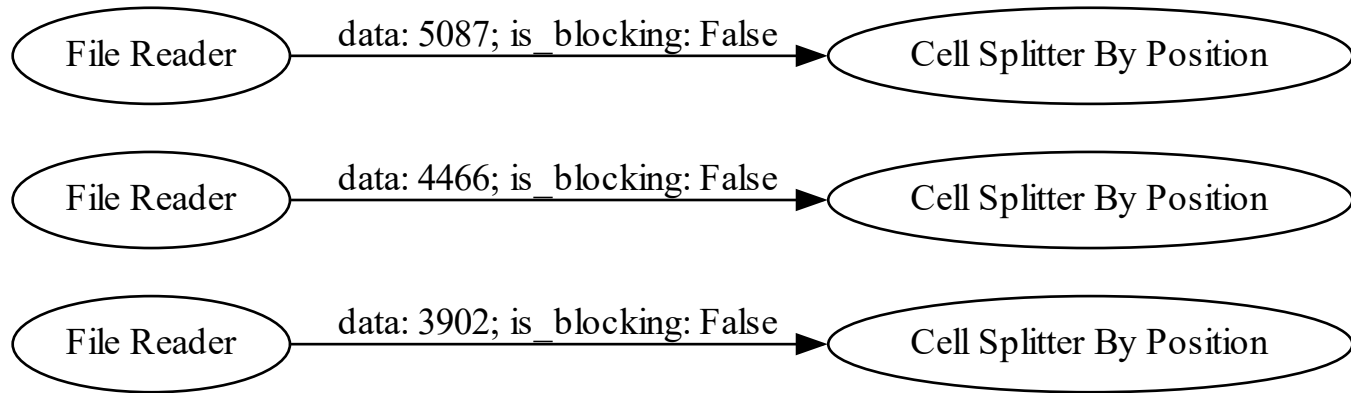 File Reader data: 5087; is_blocking: False Cell Splitter By Position
File Reader data: 4466; is_blocking: False Cell Splitter By Position
File Reader data: 3902; is_blocking: False Cell Splitter By Position